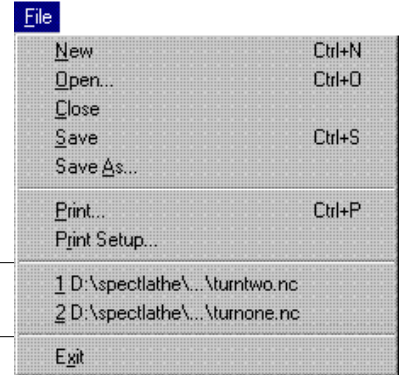 File
New Ctrl+N
Open... Ctrl+O
Close
Save Ctrl+S
Save As...
Print... Ctrl+P
Print Setup...
1 D:\spectlathe\...\turntwo.nc
2 D:\spectlathe\...\turnone.nc
Exit